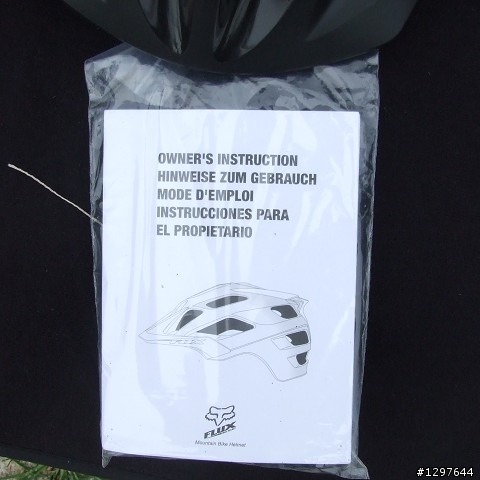 OWNER'S INSTRUCTION
HINWEISE ZUM GEBRAUCH
MODE D'EMPLOI
INSTRUCCIONES PARA
EL PROPIETARIO
FLUX
Mountain Bike Helmet
#1297644